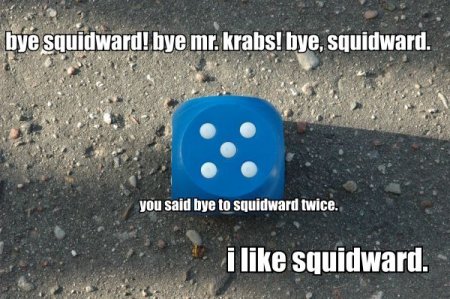 bye squidward! bye mr. krabs! bye, squidward.
you said bye to squidward twice.
i like squidward.